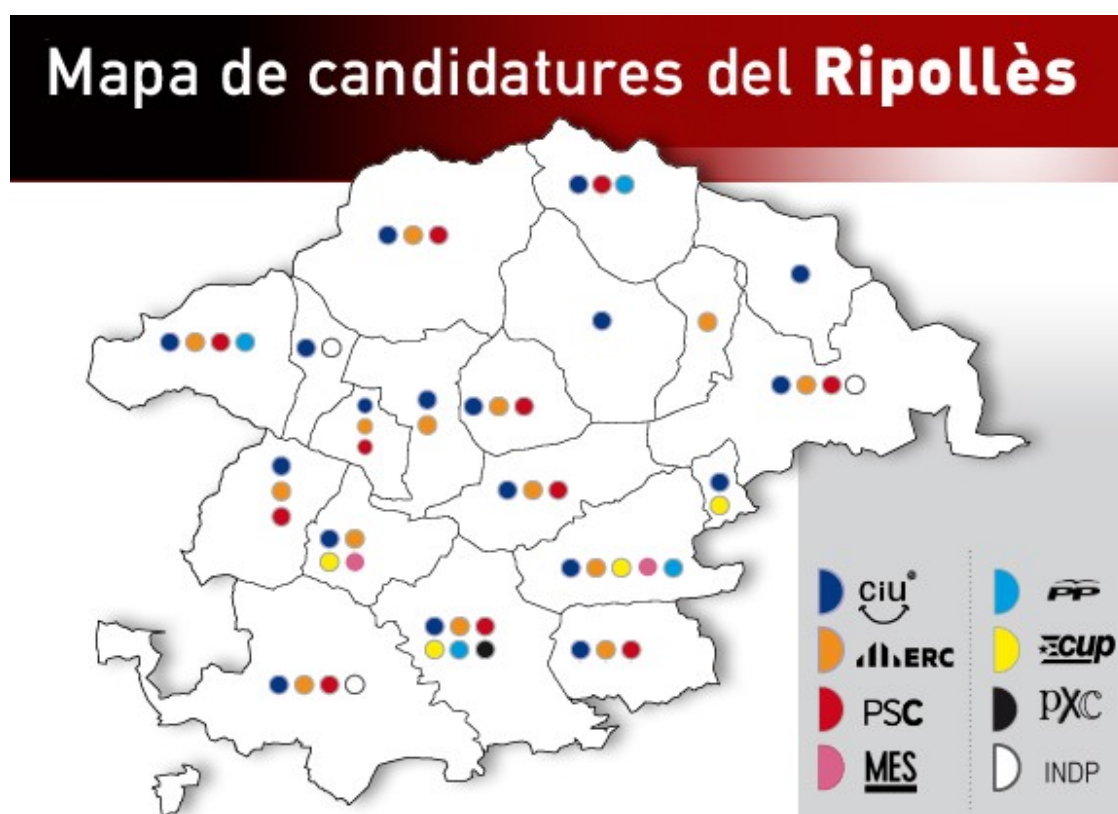 Mapa de candidatures del Ripollès
ciu
ERC
PSC
MES
PP
cup
PXC
INDP